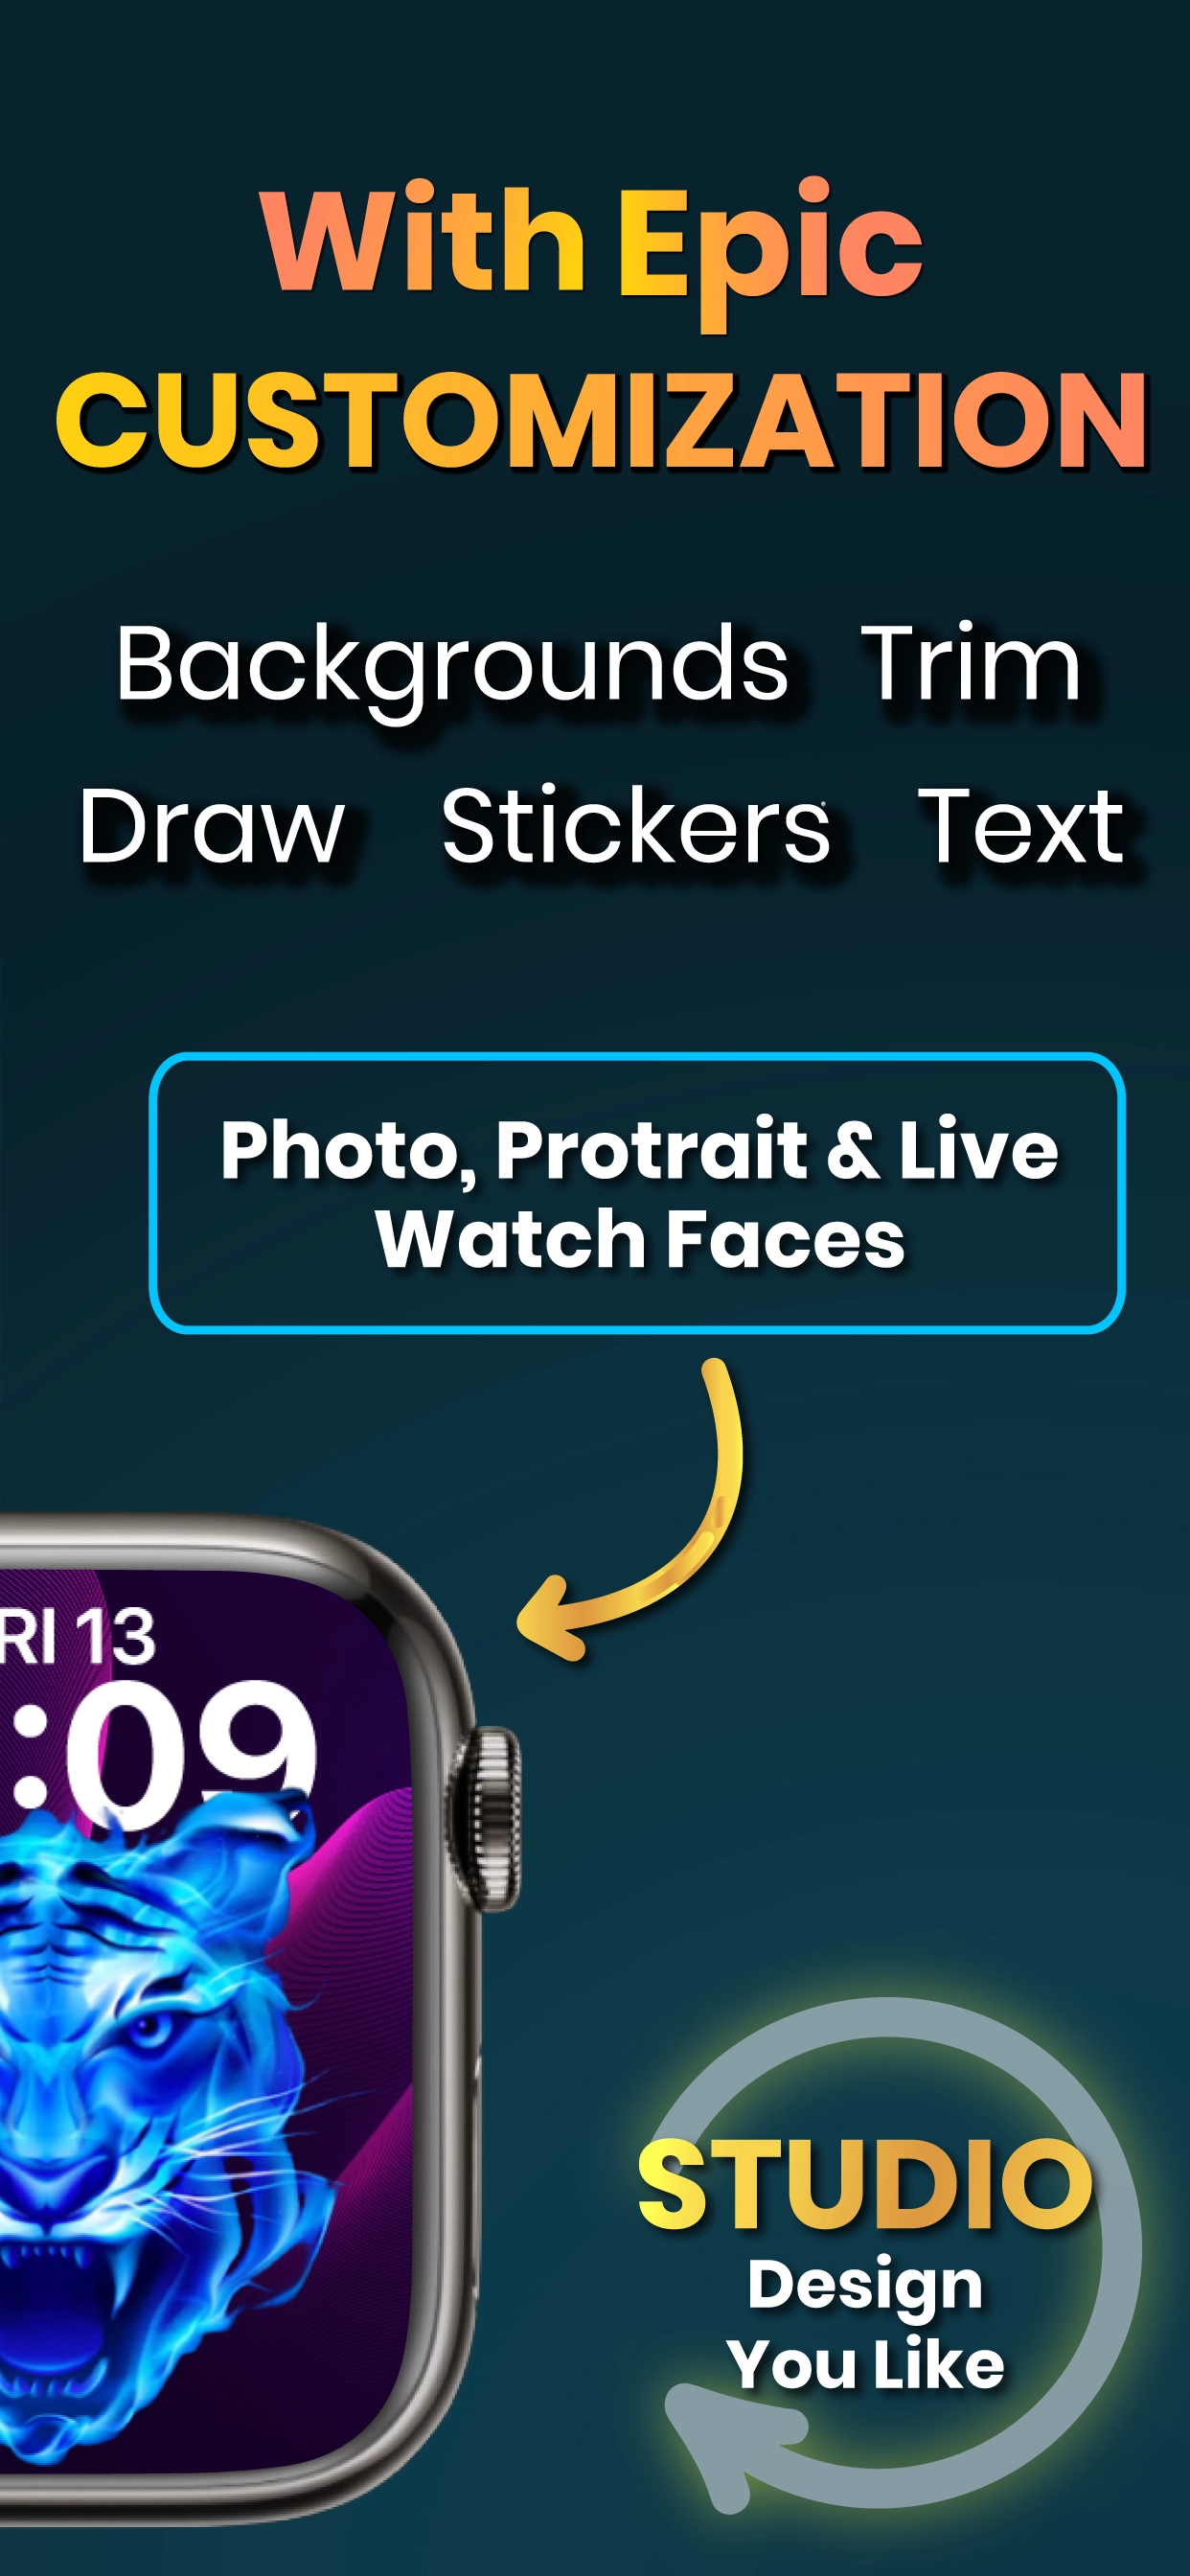 With Epic
CUSTOMIZATION
Backgrounds Trim
Draw Stickers Text
Photo, Protrait & Live
Watch Faces
RI 13
:09
STUDIO
Design
You Like